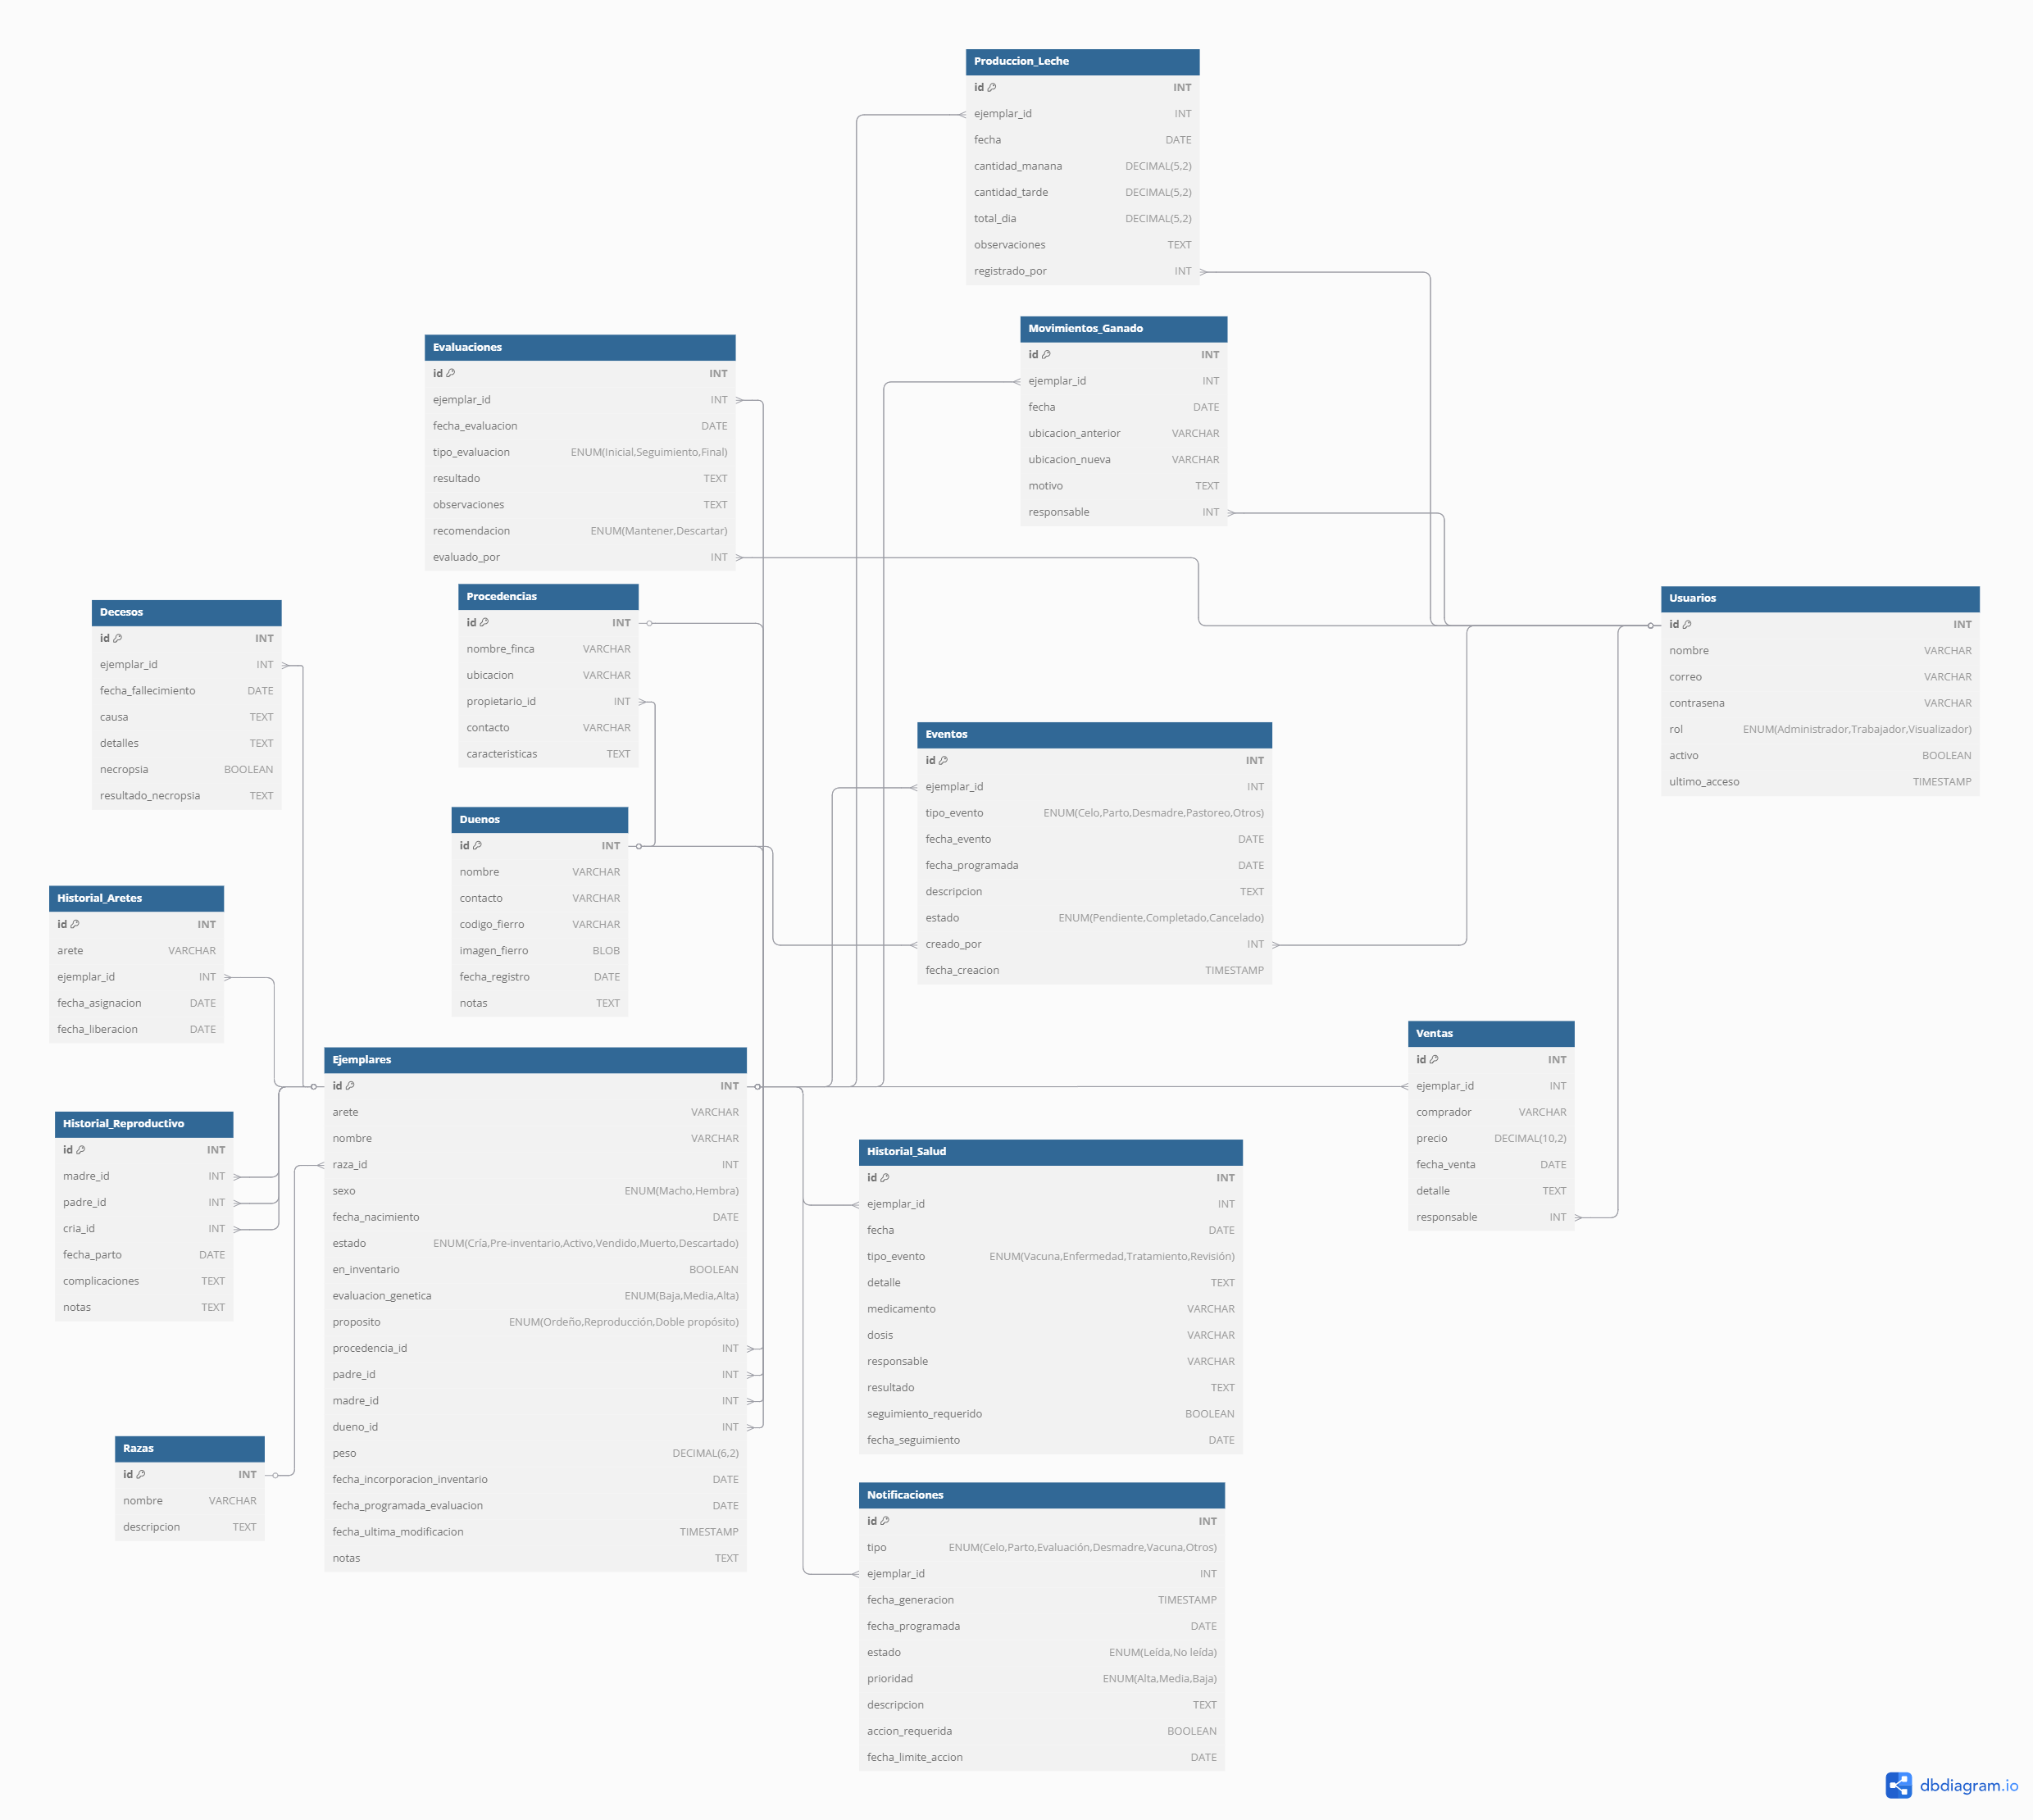 Produccion_Leche
id INT
ejemplar_id INT
fecha DATE
cantidad_manana DECIMAL(5,2)
cantidad_tarde DECIMAL(5,2)
total_dia DECIMAL(5,2)
observaciones TEXT
registrado_por INT
Movimientos_Ganado
id INT
ejemplar_id INT
fecha DATE
ubicacion_anterior VARCHAR
ubicacion_nueva VARCHAR
motivo TEXT
responsable INT
Evaluaciones
id INT
ejemplar_id INT
fecha_evaluacion DATE
tipo_evaluacion ENUM(Inicial,Seguimiento,Final)
resultado TEXT
observaciones TEXT
recomendacion ENUM(Mantener,Descartar)
evaluado_por INT
Procedencias
id INT
nombre_finca VARCHAR
ubicacion VARCHAR
propietario_id INT
contacto VARCHAR
caracteristicas TEXT
Usuarios
id INT
nombre VARCHAR
correo VARCHAR
contrasena VARCHAR
rol ENUM(Administrador,Trabajador,Visualizador)
activo BOOLEAN
ultimo_acceso TIMESTAMP
Decesos
id INT
ejemplar_id INT
fecha_fallecimiento DATE
causa TEXT
detalles TEXT
necropsia BOOLEAN
resultado_necropsia TEXT
Eventos
id INT
ejemplar_id INT
tipo_evento ENUM(Celo,Parto,Desmadre,Pastoreo,Otros)
fecha_evento DATE
fecha_programada DATE
descripcion TEXT
estado ENUM(Pendiente,Completado,Cancelado)
creado_por INT
fecha_creacion TIMESTAMP
Duenos
id INT
nombre VARCHAR
contacto VARCHAR
codigo_fierro VARCHAR
imagen_fierro BLOB
fecha_registro DATE
notas TEXT
Historial_Aretes
id INT
arete VARCHAR
ejemplar_id INT
fecha_asignacion DATE
fecha_liberacion DATE
Ventas
id INT
ejemplar_id INT
comprador VARCHAR
precio DECIMAL(10,2)
fecha_venta DATE
detalle TEXT
responsable INT
Ejemplares
id INT
arete VARCHAR
nombre VARCHAR
raza_id INT
sexo ENUM(Macho,Hembra)
fecha_nacimiento DATE
estado ENUM(Cría,Pre-inventario,Activo,Vendido,Muerto,Descartado)
en_inventario BOOLEAN
evaluacion_genetica ENUM(Baja,Media,Alta)
proposito ENUM(Ordeño,Reproducción,Doble propósito)
procedencia_id INT
padre_id INT
madre_id INT
dueno_id INT
peso DECIMAL(6,2)
fecha_incorporacion_inventario DATE
fecha_programada_evaluacion DATE
fecha_ultima_modificacion TIMESTAMP
notas TEXT
Historial_Reproductivo
id INT
madre_id INT
padre_id INT
cria_id INT
fecha_parto DATE
complicaciones TEXT
notas TEXT
Historial_Salud
id INT
ejemplar_id INT
fecha DATE
tipo_evento ENUM(Vacuna,Enfermedad,Tratamiento,Revisión)
detalle TEXT
medicamento VARCHAR
dosis VARCHAR
responsable VARCHAR
resultado TEXT
seguimiento_requerido BOOLEAN
fecha_seguimiento DATE
Razas
id INT
nombre VARCHAR
descripcion TEXT
Notificaciones
id INT
tipo ENUM(Celo,Parto,Evaluación,Desmadre,Vacuna,Otros)
ejemplar_id INT
fecha_generacion TIMESTAMP
fecha_programada DATE
estado ENUM(Leída,No leída)
prioridad ENUM(Alta,Media,Baja)
descripcion TEXT
accion_requerida BOOLEAN
fecha_limite_accion DATE
dbdiagram.io